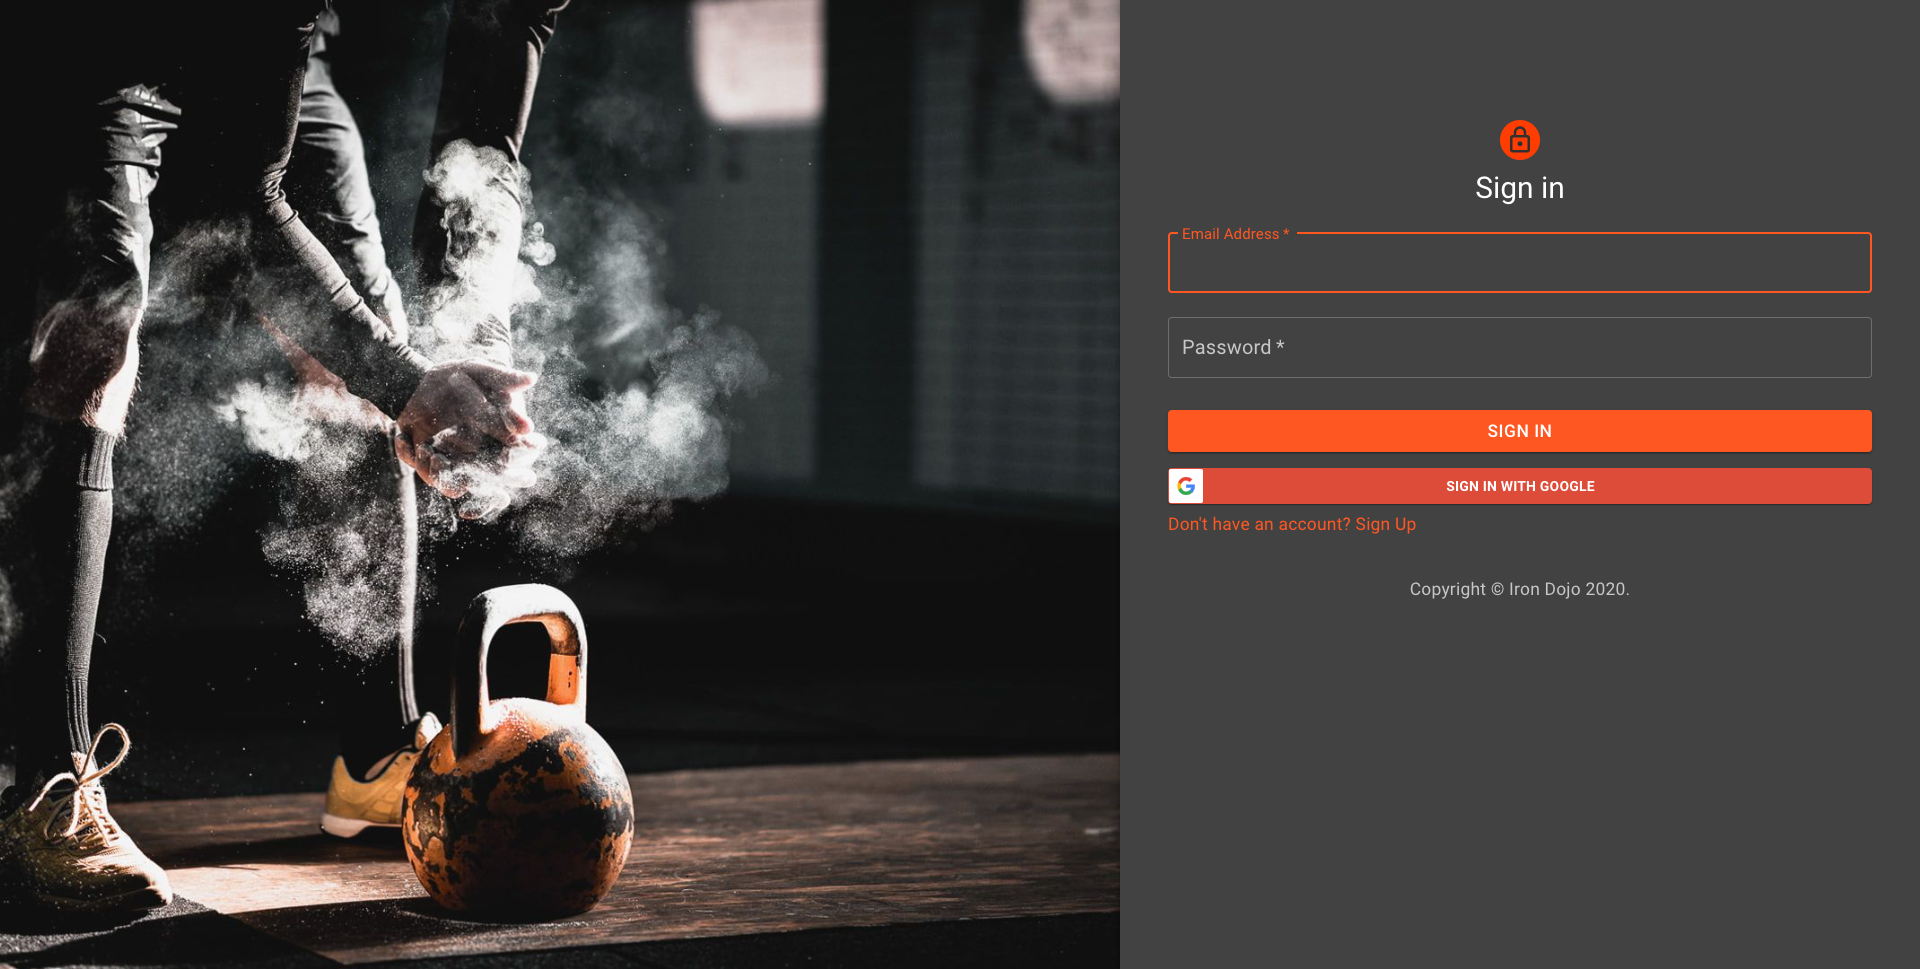 Sign in
Email Address *
Password *
SIGN IN
SIGN IN WITH GOOGLE
Don't have an account? Sign Up
Copyright © Iron Dojo 2020.